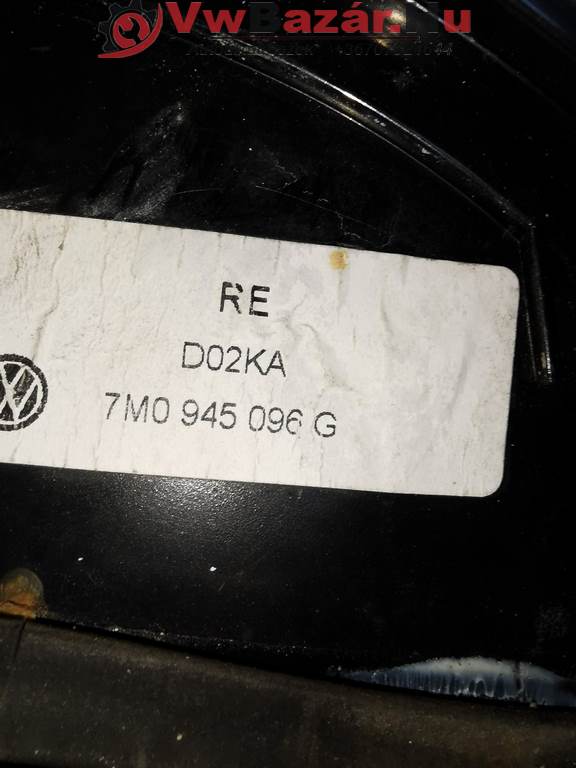 VwBazár.Hu
RE
D02KA
7M0 945 096 G